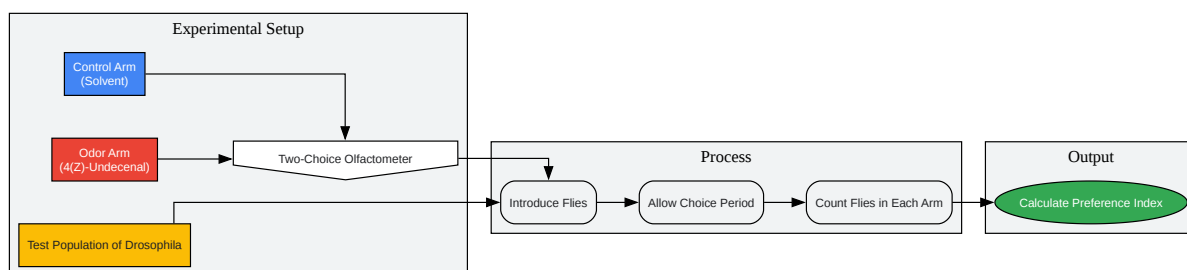 Experimental Setup
Control Arm
(Solvent)
Odor Arm
(4(Z)-Undecenal)
Two-Choice Olfactometer
Test Population of Drosophila
Process
Introduce Flies
Allow Choice Period
Count Flies in Each Arm
Output
Calculate Preference Index